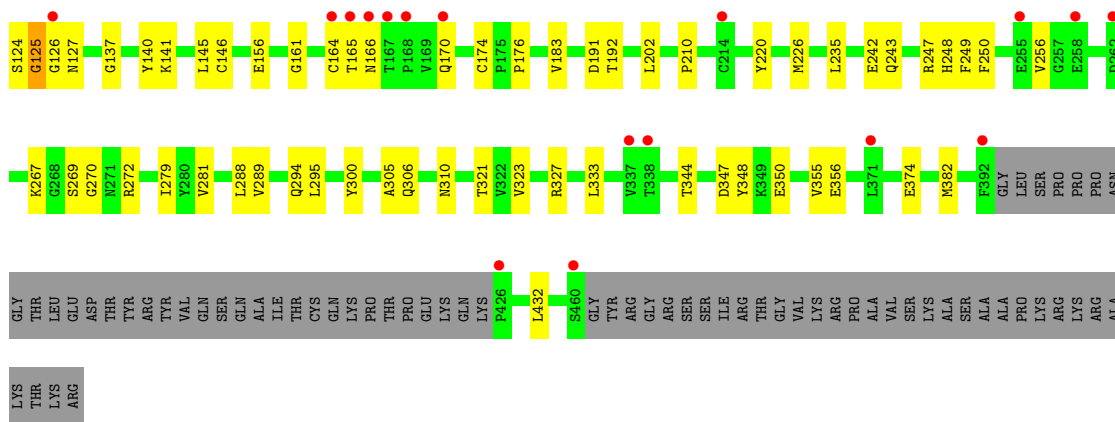 S124 G125 G126 N127 G137 Y140 K141 L145 C146 E156 G161 C164 T165 N166 T167 P168 V169 Q170 C174 P175 P176 V183 D191 T192 L202 P210 C214 Y220 M226 L235 E242 Q243 R247 H248 F249 F250 E255 V256 G257 E258 D262
K267 G268 S269 G270 N271 R272 I279 Y280 V281 L288 V289 Q294 L295 Y300 A305 Q306 N310 T321 V322 V323 R327 L333 V337 T338 T344 D347 Y348 K349 E350 V355 E356 L371 E374 M382 F392 GLY LEU SER PRO PRO PRO ASN
GLY THR LEU GLU ASP THR TYR ARG TYR VAL GLN SER GLN ALA ILE THR CYS GLN LYS PRO THR PRO GLU LYS GLN LYS P426 L432 S460 GLY TYR ARG GLY ARG SER SER ILE ARG THR GLY VAL LYS ARG PRO ALA VAL SER LYS ALA SER ALA ALA PRO LYS ARG LYS ARG ALA
LYS THR LYS ARG